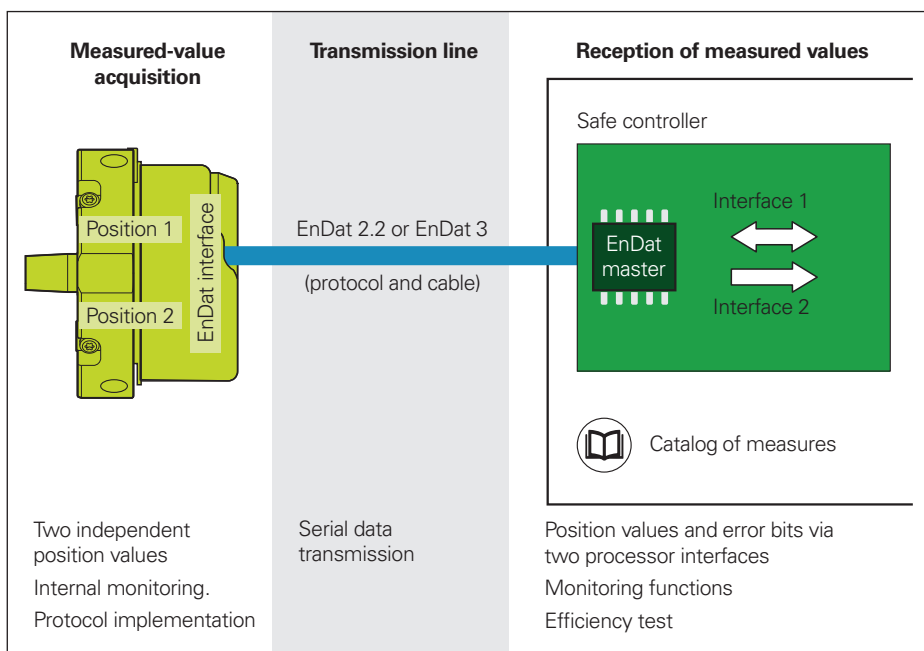 Measured-value
acquisition
Transmission line
Reception of measured values
Safe controller
Position 1
Position 2
EnDat interface
EnDat 2.2 or EnDat 3
(protocol and cable)
EnDat
master
Interface 1
Interface 2
Catalog of measures
Two independent
position values
Internal monitoring.
Protocol implementation
Serial data
transmission
Position values and error bits via
two processor interfaces
Monitoring functions
Efficiency test